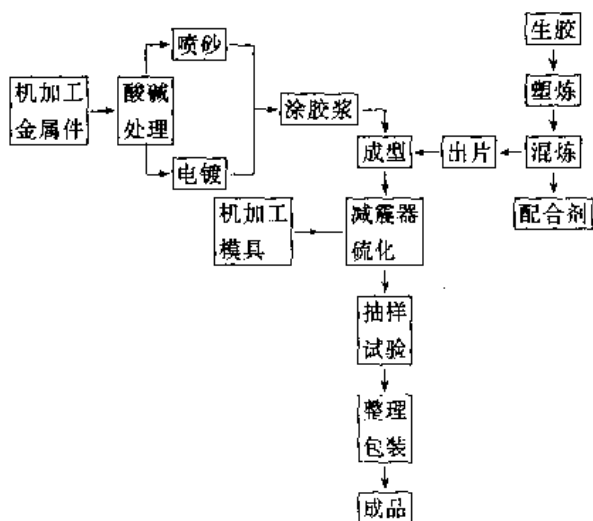 生胶
喷砂
塑炼
机加工
金属件
酸碱
处理
涂胶浆
成型
出片
混炼
电镀
机加工
模具
减震器
硫化
配合剂
抽样
试验
整理
包装
成品